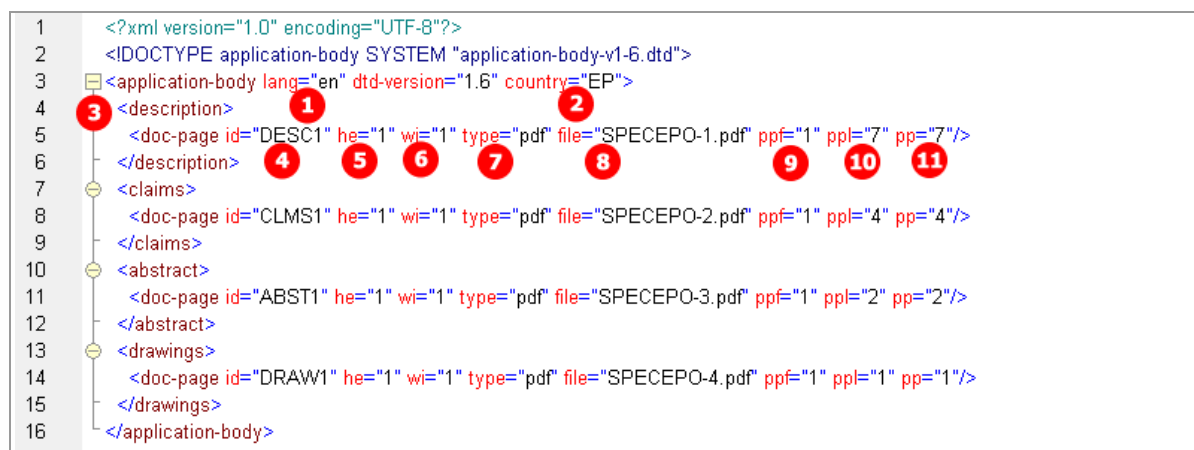 1 <?xml version="1.0" encoding="UTF-8"?>
2 <!DOCTYPE application-body SYSTEM "application-body-v1-6.dtd">
3 <application-body lang="en" dtd-version="1.6" country="EP">
3 1 2
4 <description>
5 <doc-page id="DESC1" he="1" wi="1" type="pdf" file="SPECEPO-1.pdf" ppf="1" ppl="7" pp="7"/>
6 </description> 4 5 6 7 8 9 10 11
7 <claims>
8 <doc-page id="CLMS1" he="1" wi="1" type="pdf" file="SPECEPO-2.pdf" ppf="1" ppl="4" pp="4"/>
9 </claims>
10 <abstract>
11 <doc-page id="ABST1" he="1" wi="1" type="pdf" file="SPECEPO-3.pdf" ppf="1" ppl="2" pp="2"/>
12 </abstract>
13 <drawings>
14 <doc-page id="DRAW1" he="1" wi="1" type="pdf" file="SPECEPO-4.pdf" ppf="1" ppl="1" pp="1"/>
15 </drawings>
16 </application-body>